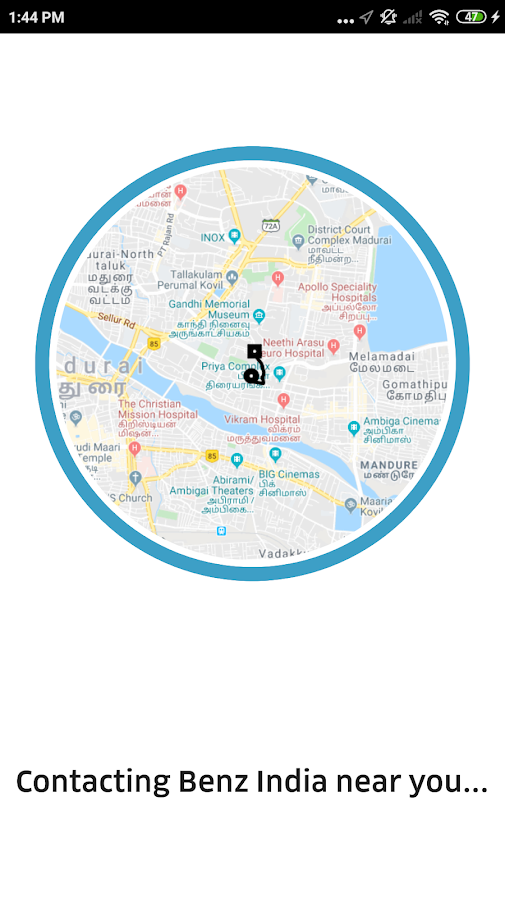 1:44 PM
47
மாவட்ட
72A
PT Rajan Rd
INOX
District Court
Complex Madurai
மாவட்ட
நீதிமன்ற...
durai-North
taluk
மதுரை
வடக்கு
வட்டம்
Tallakulam
Perumal Kovil
Apollo Speciality
Hospitals
அப்பல்லோ
சிறப்பு...
Gandhi Memorial
Museum
காந்தி நினைவு
அருங்காட்சியகம்
Sellur Rd
85
Neethi Arasu
euro Hospital
Melamadai
மேலமடை
Priya Complex
திரையரங்க
Gomathipu
கோமதிபு
durai
துரை
The Christian
Mission Hospital
கிறிஸ்டியன்
மிஷன்...
Vikram Hospital
விக்ரம்
மருத்துவமனை
Ambiga Cinema
அம்பிகா
சினிமாஸ்
udi Maari
Temple
85
MANDURE
மண்டூரே
Abirami/
Ambigai Theaters
அபிராமி /
அம்பிகை...
BIG Cinemas
பிக்
சினிமாஸ்
S Church
Maaria
Kovil
Vadakku
Contacting Benz India near you...